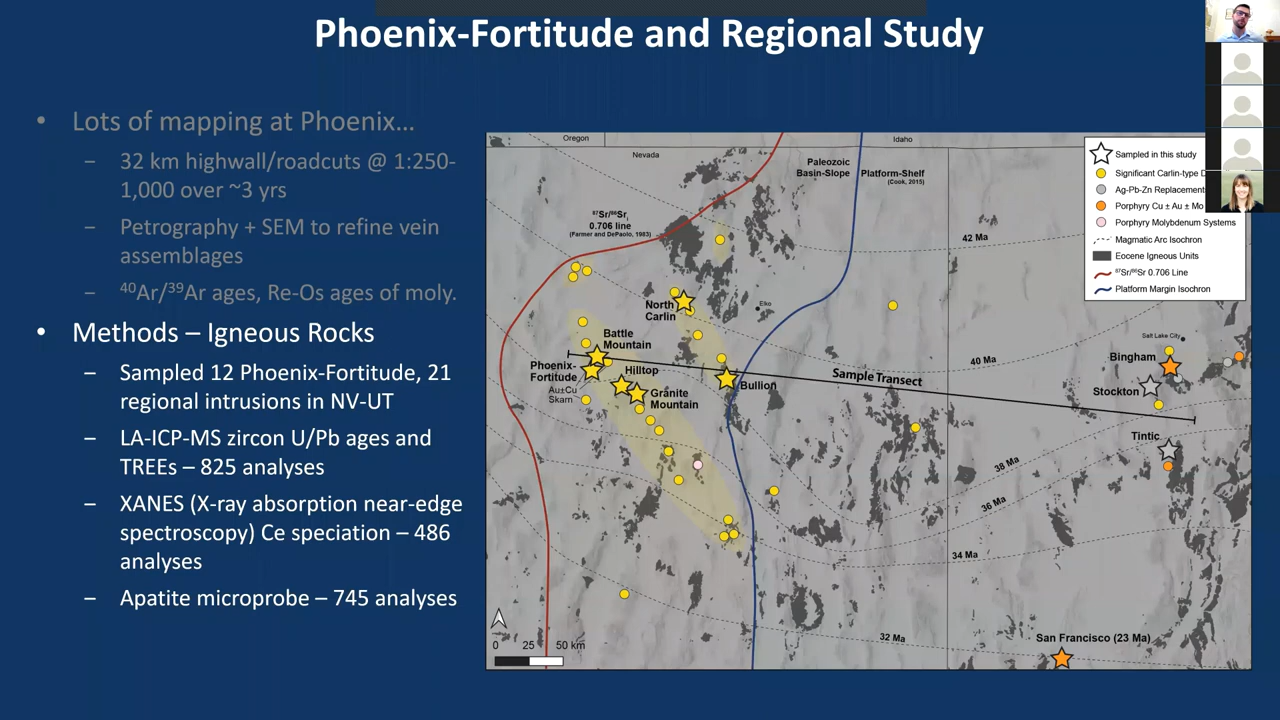 Phoenix-Fortitude and Regional Study
• Lots of mapping at Phoenix…
– 32 km highwall/roadcuts @ 1:250-
1,000 over ~3 yrs
– Petrography + SEM to refine vein
assemblages
– ⁴⁰Ar/³⁹Ar ages, Re-Os ages of moly.
• Methods – Igneous Rocks
– Sampled 12 Phoenix-Fortitude, 21
regional intrusions in NV-UT
– LA-ICP-MS zircon U/Pb ages and
TREEs – 825 analyses
– XANES (X-ray absorption near-edge
spectroscopy) Ce speciation – 486
analyses
– Apatite microprobe – 745 analyses
Oregon
Idaho
Nevada
Paleozoic
Basin-Slope
Platform-Shelf
(Cook, 2015)
⁸⁷Sr/⁸⁶Srᵢ
0.706 line
(Farmer and DePaolo, 1983)
42 Ma
North
Carlin
Elko
Battle
Mountain
Phoenix-
Fortitude
Au±Cu
Skarn
Hilltop
Granite
Mountain
Bullion
Sample Transect
40 Ma
Salt Lake City
Bingham
Stockton
Tintic
38 Ma
36 Ma
34 Ma
32 Ma
San Francisco (23 Ma)
0 25 50 km
Sampled in this study
Significant Carlin-type
Ag-Pb-Zn Replacement
Porphyry Cu ± Au ± Mo
Porphyry Molybdenum Systems
Magmatic Arc Isochron
Eocene Igneous Units
⁸⁷Sr/⁸⁶Sr 0.706 Line
Platform Margin Isochron